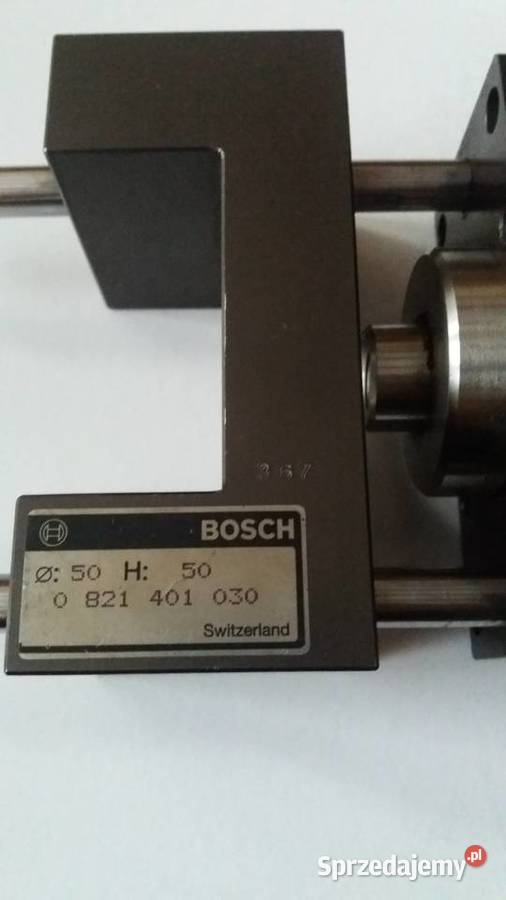 367
BOSCH
⌀: 50 H: 50
0 821 401 030
Switzerland
Sprzedajemy.pl